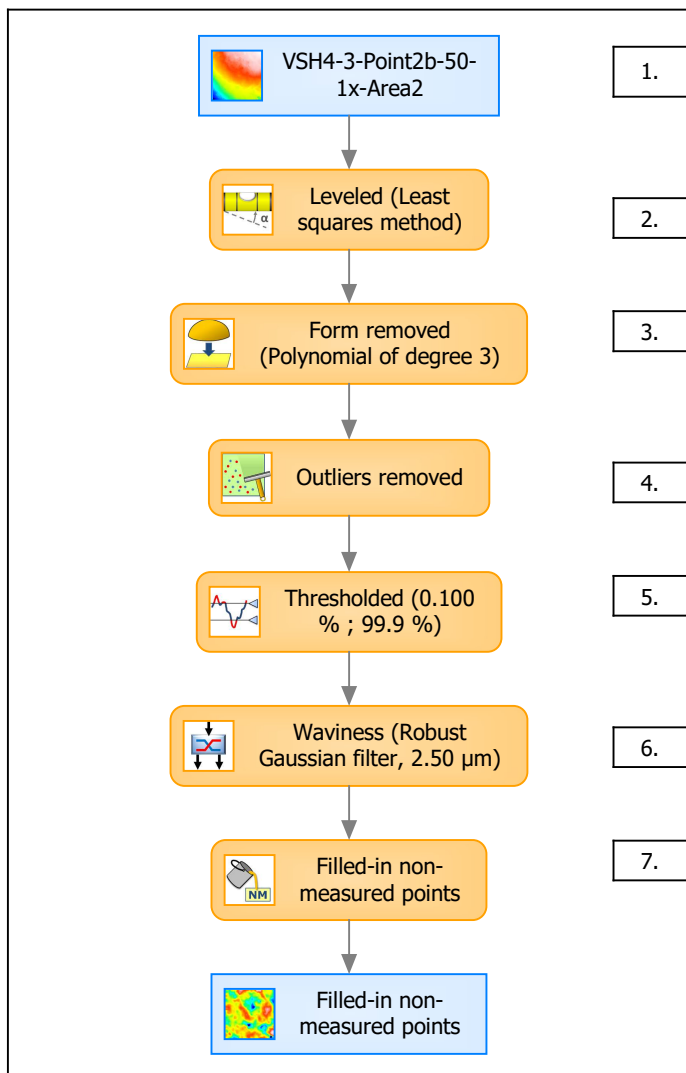 VSH4-3-Point2b-50-
1x-Area2
1.
Leveled (Least
squares method)
α
2.
Form removed
(Polynomial of degree 3)
3.
Outliers removed
4.
Thresholded (0.100
% ; 99.9 %)
5.
Waviness (Robust
Gaussian filter, 2.50 µm)
6.
Filled-in non-
measured points
NM
7.
Filled-in non-
measured points